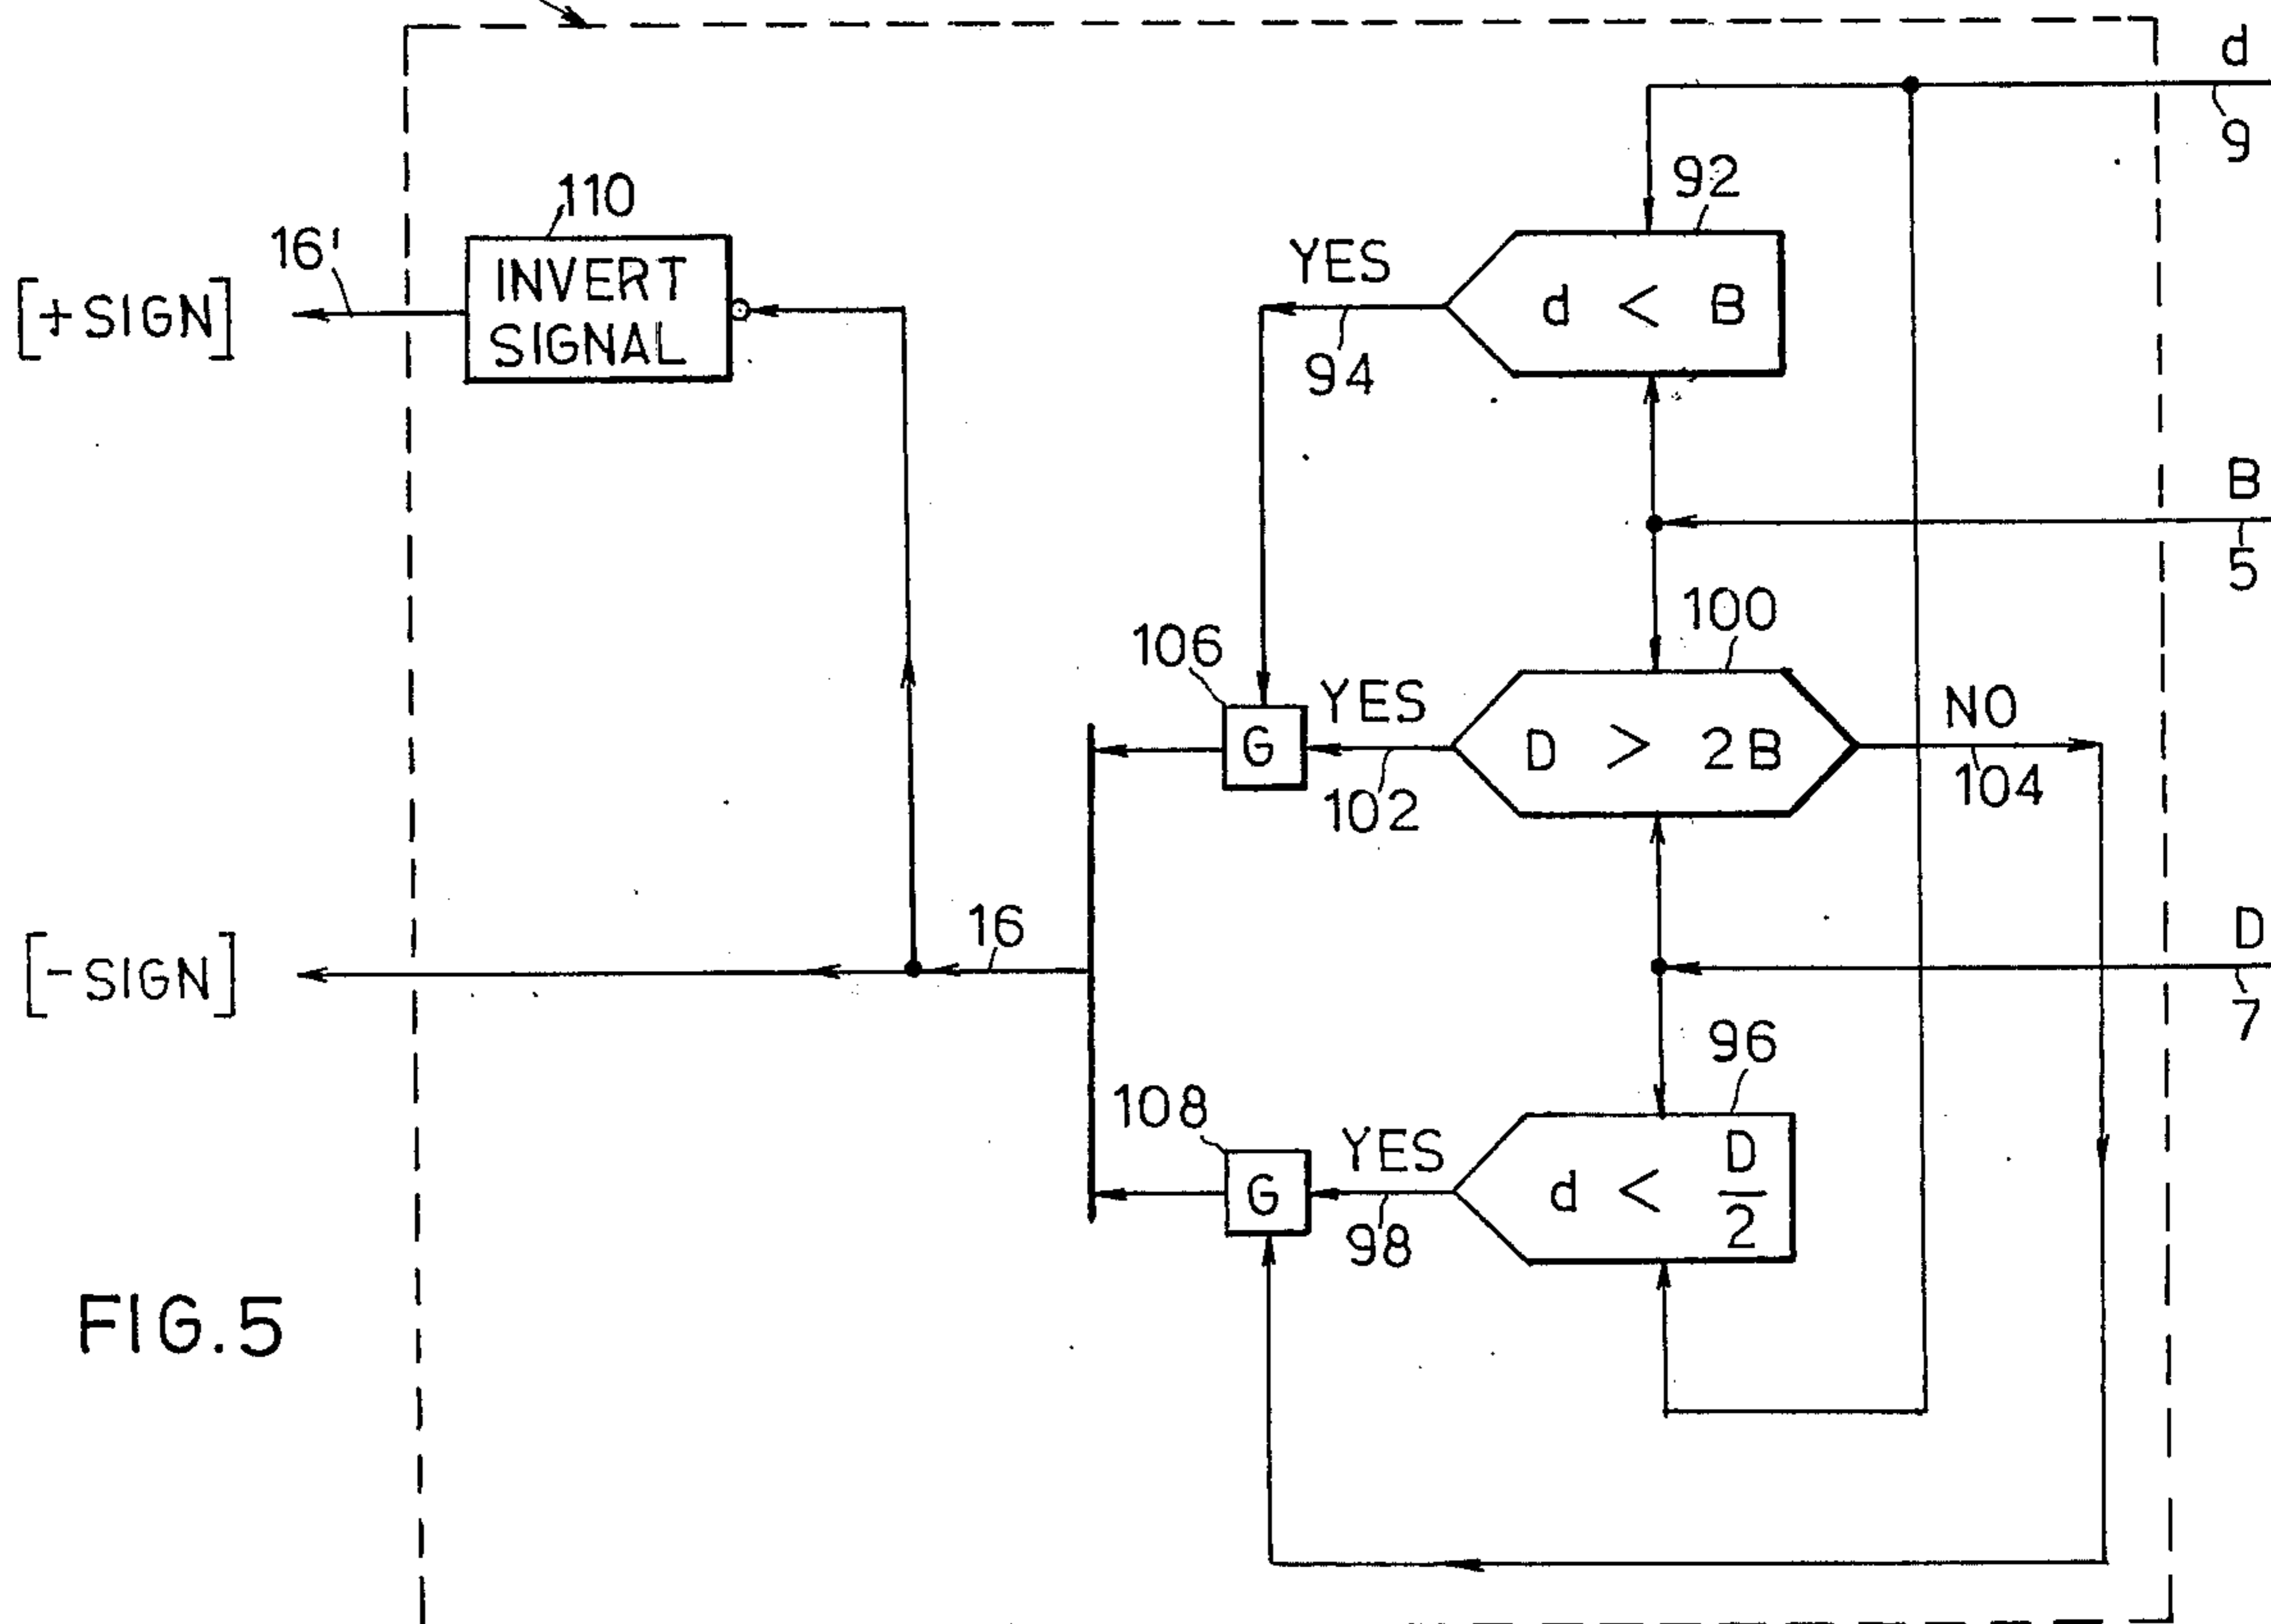 d
9
92
110
16'
[+SIGN]
INVERT
SIGNAL
YES
94
d < B
B
5
100
106
G
YES
102
D > 2B
NO
104
16
[-SIGN]
D
7
96
108
G
YES
98
d < D/2
FIG.5